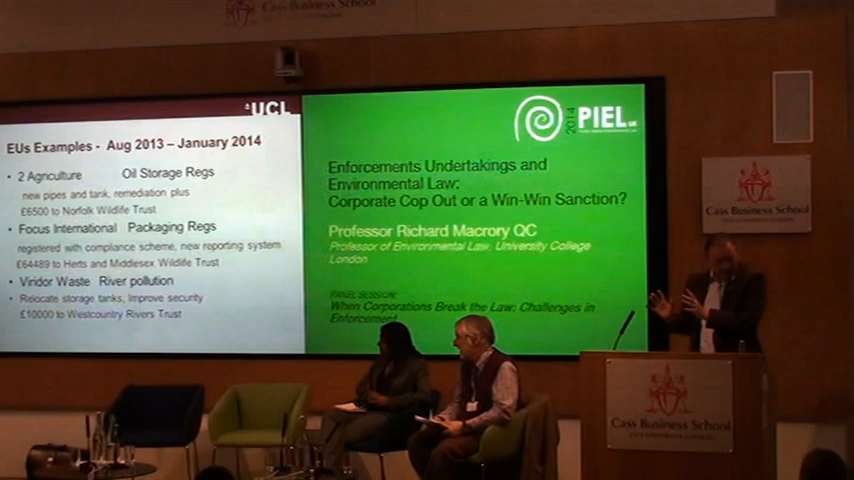 Cass Business School
UCL
EUs Examples - Aug 2013 – January 2014
• 2 Agriculture Oil Storage Regs
new pipes and tank, remediation plus
£6500 to Norfolk Wildlife Trust
• Focus International Packaging Regs
registered with compliance scheme, new reporting system
£64489 to Herts and Middlesex Wildlife Trust
• Viridor Waste River pollution
• Relocate storage tanks, Improve security
£10000 to Westcountry Rivers Trust
2014 PIEL UK
Enforcements Undertakings and
Environmental Law:
Corporate Cop Out or a Win-Win Sanction?
Professor Richard Macrory QC
Professor of Environmental Law, University College
London
PANEL SESSION:
When Corporations Break the Law: Challenges in
Enforcement
Cass Business School
Cass Business School